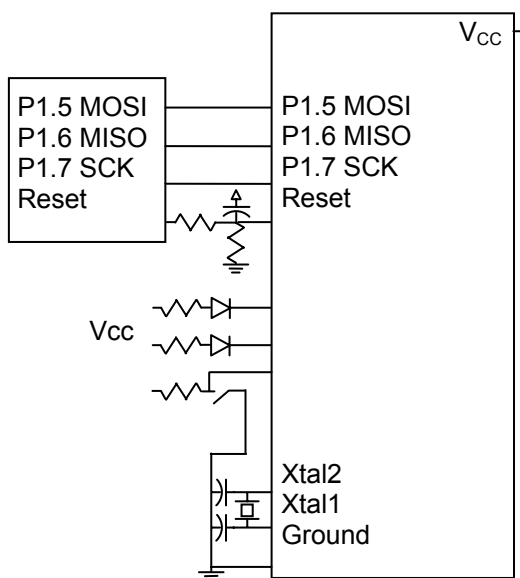 V_CC
P1.5 MOSI
P1.6 MISO
P1.7 SCK
Reset
P1.5 MOSI
P1.6 MISO
P1.7 SCK
Reset
Vcc
Xtal2
Xtal1
Ground